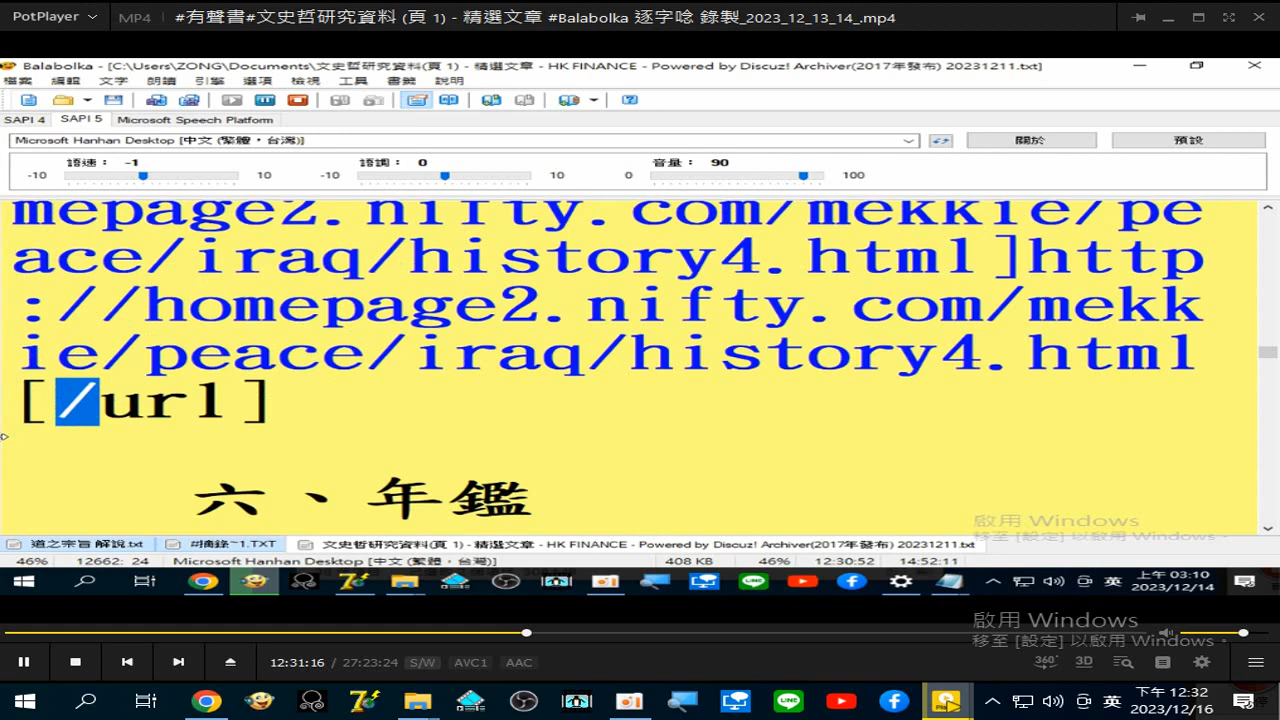 PotPlayer MP4 #有聲書#文史哲研究資料 (頁 1) - 精選文章 #Balabolka 逐字唸 錄製_2023_12_13_14_.mp4
Balabolka - [C:\Users\ZONG\Documents\文史哲研究資料(頁 1) - 精選文章 - HK FINANCE - Powered by Discuz! Archiver(2017年發布) 20231211.txt]
檔案 編輯 文字 朗讀 引擎 選項 檢視 工具 書籤 說明
SAPI 4 SAPI 5 Microsoft Speech Platform
Microsoft Hanhan Desktop [中文 (繁體，台灣)]
關於 預設
語速： -1 語調： 0 音量： 90
-10 10 -10 10 0 100
mepage2.nifty.com/mekkie/pe
ace/iraq/history4.html]http
://homepage2.nifty.com/mekk
ie/peace/iraq/history4.html
[/url]
六、年鑑
啟用 Windows
移至 [設定] 以啟用 Windows。
道之宗旨 解說.txt #摘錄~1.TXT 文史哲研究資料(頁 1) - 精選文章 - HK FINANCE - Powered by Discuz! Archiver(2017年發布) 20231211.txt
46% 12662: 24 Microsoft Hanhan Desktop [中文 (繁體，台灣)] 408 KB 46% 12:30:52 14:52:11
英 上午 03:10
2023/12/14
啟用 Windows
移至 [設定] 以啟用 Windows。
12:31:16 / 27:23:24 S/W AVC1 AAC 360° 3D
英 下午 12:32
2023/12/16